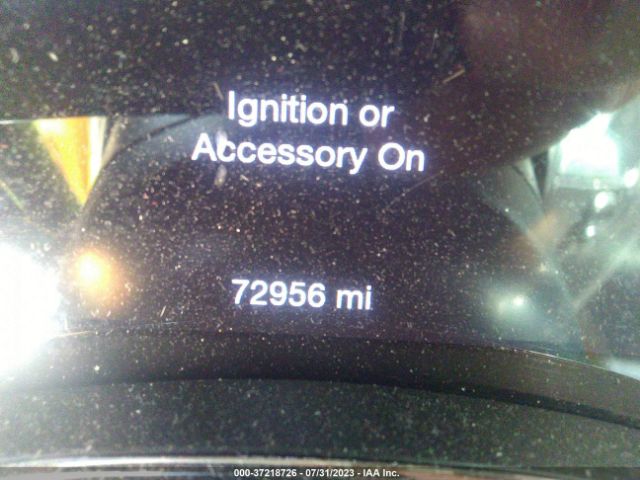 Ignition or
Accessory On
72956 mi
000-37218726 - 07/31/2023 - IAA Inc.